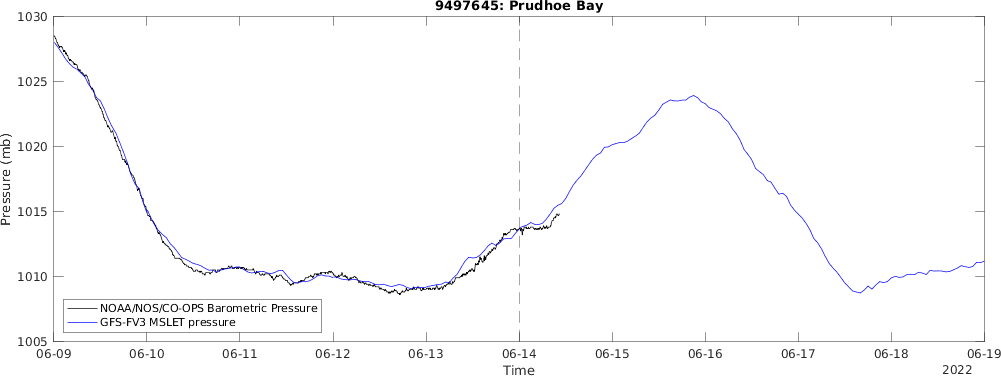 9497645: Prudhoe Bay
1030
1025
1020
1015
1010
1005
Pressure (mb)
NOAA/NOS/CO-OPS Barometric Pressure
GFS-FV3 MSLET pressure
06-09 06-10 06-11 06-12 06-13 06-14 06-15 06-16 06-17 06-18 06-19
Time
2022